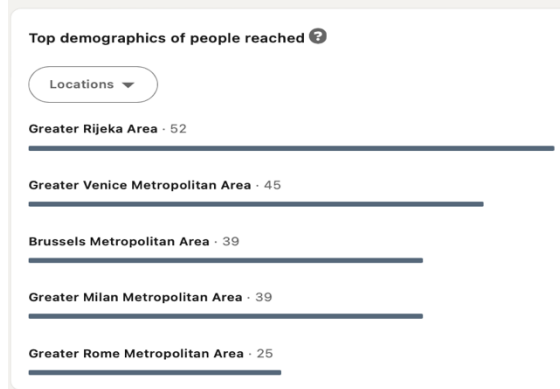 Top demographics of people reached ?
Locations
Greater Rijeka Area · 52
Greater Venice Metropolitan Area · 45
Brussels Metropolitan Area · 39
Greater Milan Metropolitan Area · 39
Greater Rome Metropolitan Area · 25